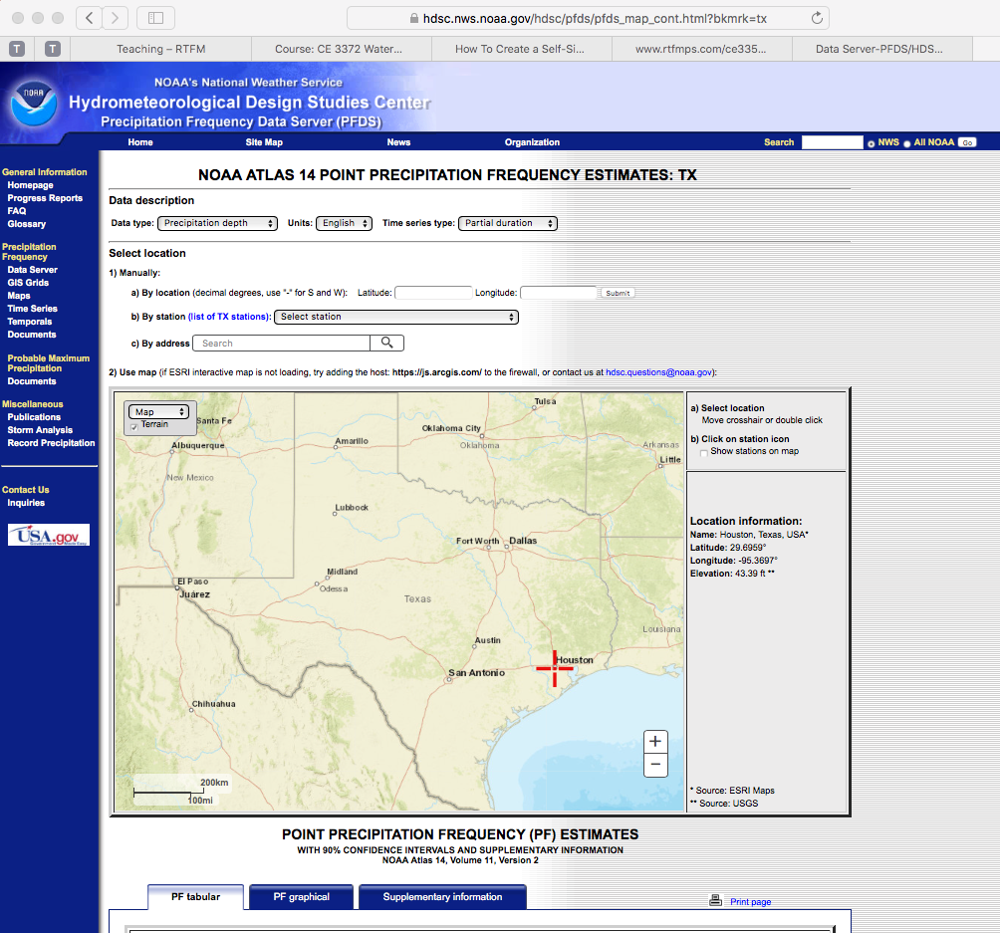 hdsc.nws.noaa.gov/hdsc/pfds/pfds_map_cont.html?bkmrk=tx
T T Teaching – RTFM Course: CE 3372 Water... How To Create a Self-Si... www.rtfmps.com/ce335... Data Server-PFDS/HDS...
NOAA
NOAA's National Weather Service
Hydrometeorological Design Studies Center
Precipitation Frequency Data Server (PFDS)
Home Site Map News Organization Search NWS All NOAA Go
General Information
Homepage
Progress Reports
FAQ
Glossary
Precipitation
Frequency
Data Server
GIS Grids
Maps
Time Series
Temporals
Documents
Probable Maximum
Precipitation
Documents
Miscellaneous
Publications
Storm Analysis
Record Precipitation
Contact Us
Inquiries
USA.gov
NOAA ATLAS 14 POINT PRECIPITATION FREQUENCY ESTIMATES: TX
Data description
Data type: Precipitation depth Units: English Time series type: Partial duration
Select location
1) Manually:
a) By location (decimal degrees, use "-" for S and W): Latitude: Longitude: Submit
b) By station (list of TX stations): Select station
c) By address Search
2) Use map (if ESRI interactive map is not loading, try adding the host: https://js.arcgis.com/ to the firewall, or contact us at hdsc.questions@noaa.gov):
Map
Terrain
Tulsa
Santa Fe
Oklahoma City
Albuquerque
Amarillo
Oklahoma
Arkansas
Little
New Mexico
Lubbock
Fort Worth
Dallas
Midland
Odessa
El Paso
Juárez
Texas
Louisiana
Austin
Houston
San Antonio
Chihuahua
200km
100mi
+
−
a) Select location
Move crosshair or double click
b) Click on station icon
Show stations on map
Location information:
Name: Houston, Texas, USA*
Latitude: 29.6959°
Longitude: -95.3697°
Elevation: 43.39 ft **
* Source: ESRI Maps
** Source: USGS
POINT PRECIPITATION FREQUENCY (PF) ESTIMATES
WITH 90% CONFIDENCE INTERVALS AND SUPPLEMENTARY INFORMATION
NOAA Atlas 14, Volume 11, Version 2
PF tabular PF graphical Supplementary information Print page